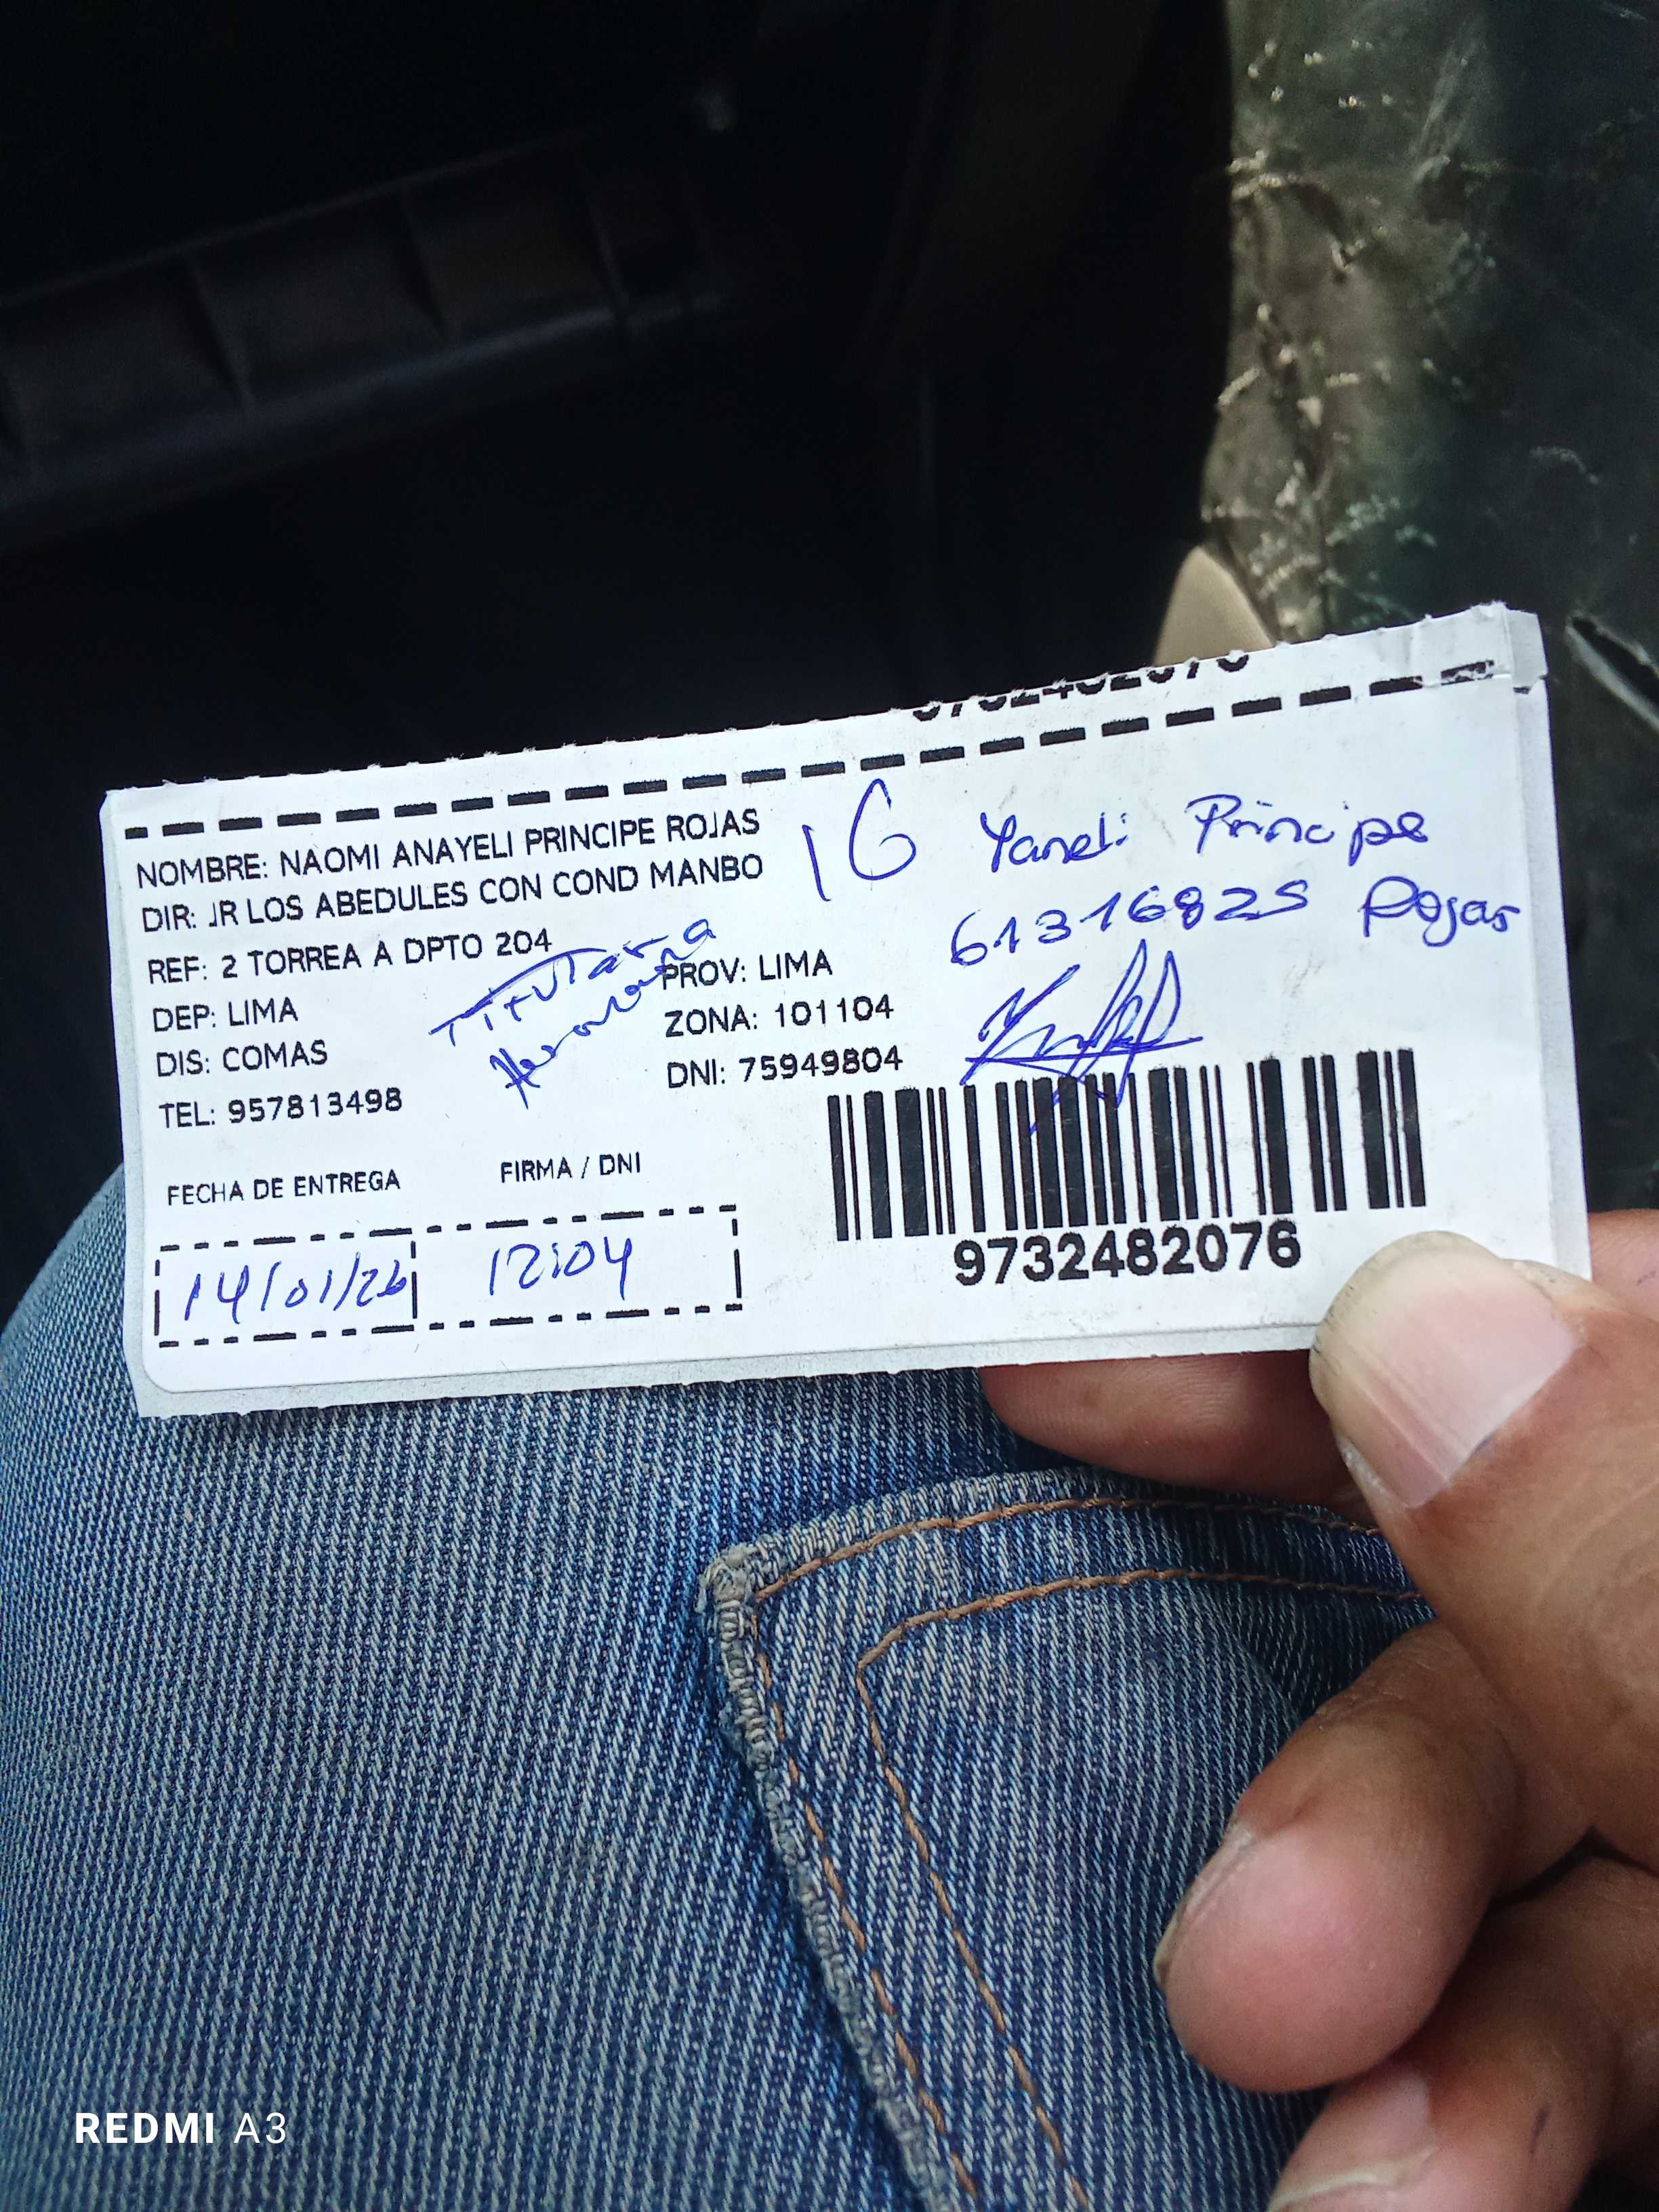 NOMBRE: NAOMI ANAYELI PRINCIPE ROJAS
DIR: JR LOS ABEDULES CON COND MANBO
REF: 2 TORREA A DPTO 204
DEP: LIMA
PROV: LIMA
DIS: COMAS
ZONA: 101104
TEL: 957813498
DNI: 75949804
16 Yaneli Principe
61316825 Rojas
Titular
Hermana
FECHA DE ENTREGA
FIRMA / DNI
14/01/26
12:04
9732482076
REDMI A3